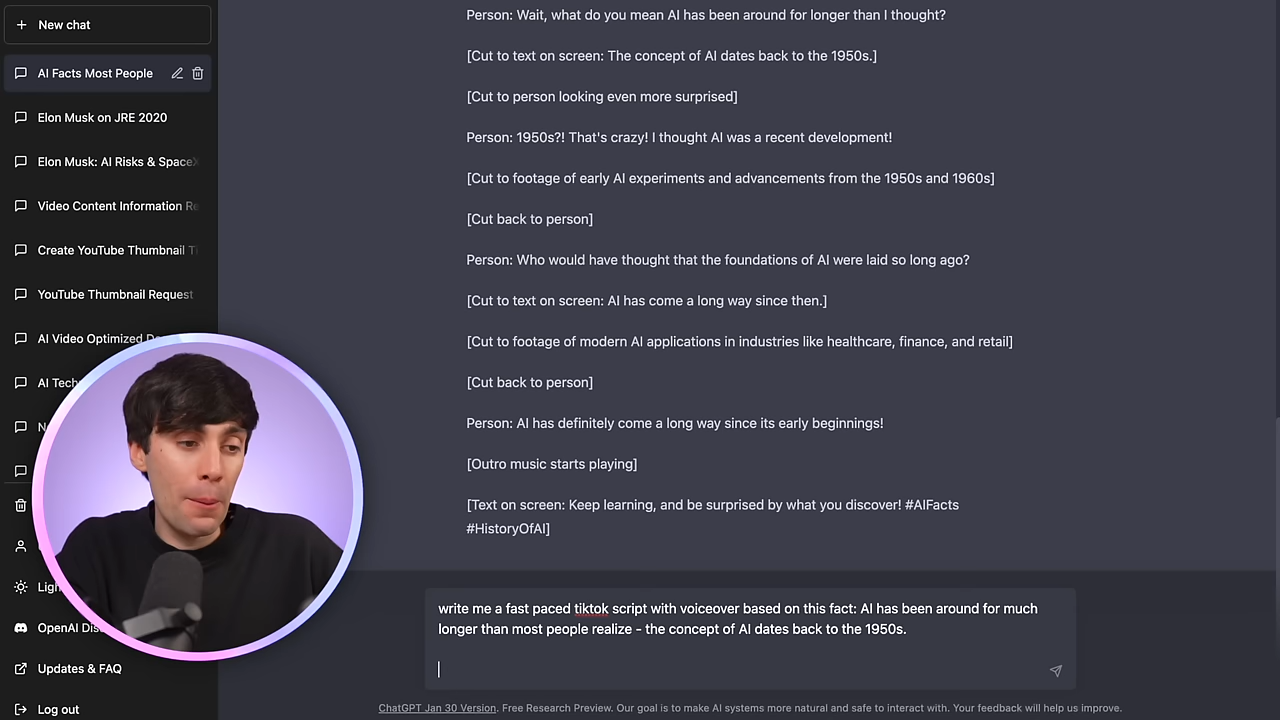 New chat
AI Facts Most People
Elon Musk on JRE 2020
Elon Musk: AI Risks & SpaceX
Video Content Information Re
Create YouTube Thumbnail Ti
YouTube Thumbnail Request
AI Video Optimized
AI Tech
Updates & FAQ
Log out
Person: Wait, what do you mean AI has been around for longer than I thought?
[Cut to text on screen: The concept of AI dates back to the 1950s.]
[Cut to person looking even more surprised]
Person: 1950s?! That's crazy! I thought AI was a recent development!
[Cut to footage of early AI experiments and advancements from the 1950s and 1960s]
[Cut back to person]
Person: Who would have thought that the foundations of AI were laid so long ago?
[Cut to text on screen: AI has come a long way since then.]
[Cut to footage of modern AI applications in industries like healthcare, finance, and retail]
[Cut back to person]
Person: AI has definitely come a long way since its early beginnings!
[Outro music starts playing]
[Text on screen: Keep learning, and be surprised by what you discover! #AIFacts
#HistoryOfAI]
write me a fast paced tiktok script with voiceover based on this fact: AI has been around for much
longer than most people realize - the concept of AI dates back to the 1950s.
ChatGPT Jan 30 Version. Free Research Preview. Our goal is to make AI systems more natural and safe to interact with. Your feedback will help us improve.